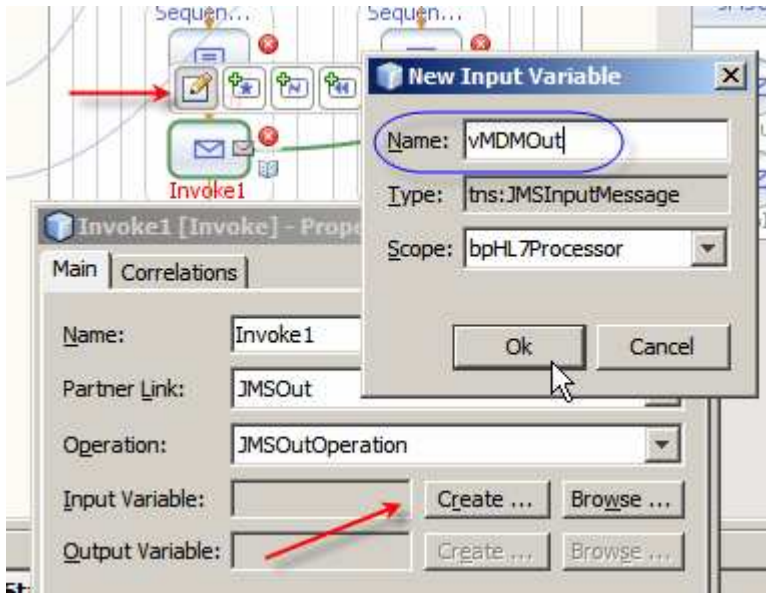 Sequen...
Sequen...
New Input Variable
Name: vMDMOut
Type: tns:JMSInputMessage
Scope: bpHL7Processor
Ok Cancel
Invoke1
Invoke1 [Invoke] - Prope
Main Correlations
Name: Invoke1
Partner Link: JMSOut
Operation: JMSOutOperation
Input Variable: Create ... Browse ...
Output Variable: Create ... Browse ...